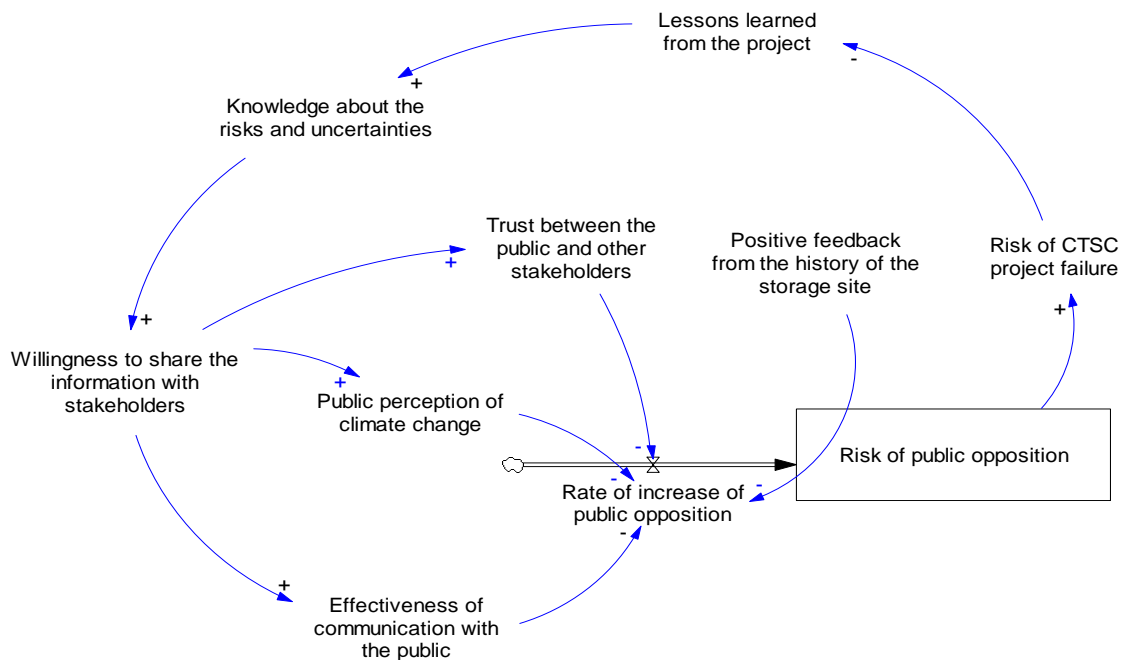 Lessons learned
from the project
-
+
Knowledge about the
risks and uncertainties
Trust between the
public and other
stakeholders
+
Positive feedback
from the history of the
storage site
Risk of CTSC
project failure
+
+
Willingness to share the
information with
stakeholders
+
Public perception of
climate change
-
Risk of public opposition
-
-
Rate of increase of
public opposition
-
+
Effectiveness of
communication with
the public